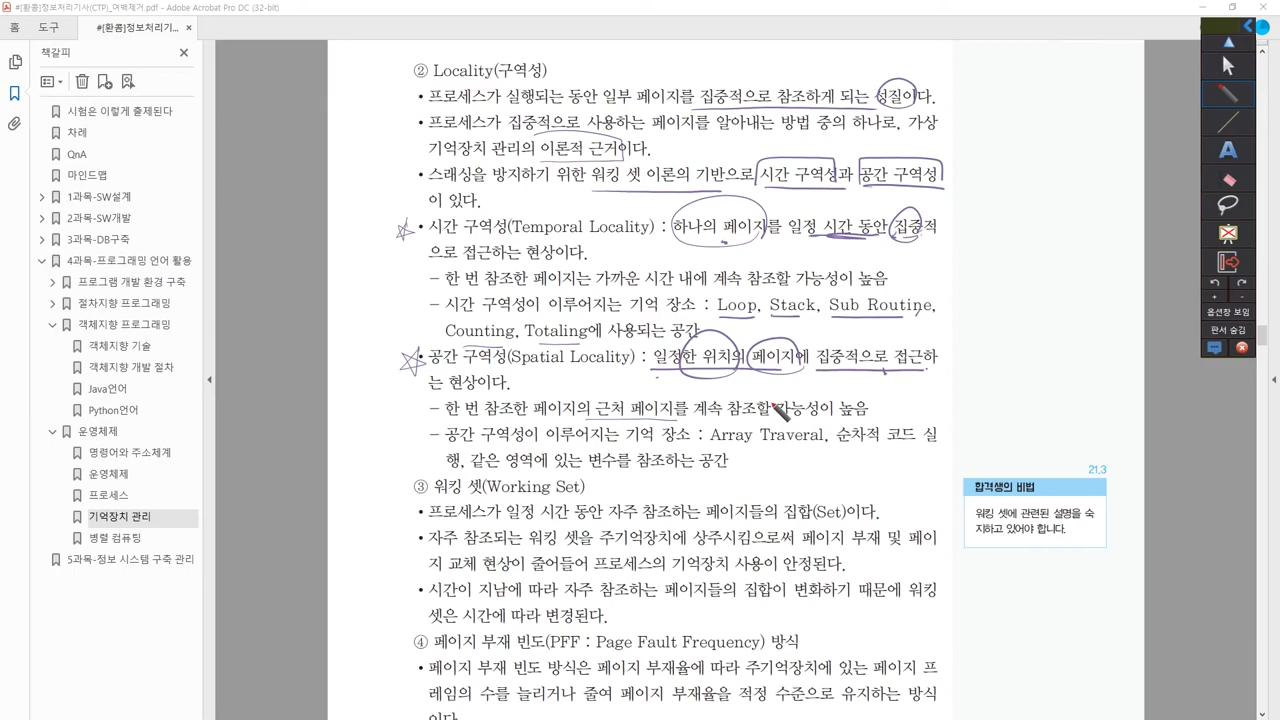 #[환콤]정보처리기사(CTP)_여백제거.pdf - Adobe Acrobat Pro DC (32-bit)
홈 도구 #[환콤]정보처리기... ×
책갈피
시험은 이렇게 출제된다
차례
QnA
마인드맵
1과목-SW설계
2과목-SW개발
3과목-DB구축
4과목-프로그래밍 언어 활용
프로그램 개발 환경 구축
절차지향 프로그래밍
객체지향 프로그래밍
객체지향 기술
객체지향 개발 절차
Java언어
Python언어
운영체제
명령어와 주소체계
운영체제
프로세스
기억장치 관리
병렬 컴퓨팅
5과목-정보 시스템 구축 관리
② Locality(구역성)
• 프로세스가 실행되는 동안 일부 페이지를 집중적으로 참조하게 되는 성질이다.
• 프로세스가 집중적으로 사용하는 페이지를 알아내는 방법 중의 하나로, 가상
기억장치 관리의 이론적 근거이다.
• 스래싱을 방지하기 위한 워킹 셋 이론의 기반으로 시간 구역성과 공간 구역성
이 있다.
• 시간 구역성(Temporal Locality) : 하나의 페이지를 일정 시간 동안 집중적
으로 접근하는 현상이다.
– 한 번 참조한 페이지는 가까운 시간 내에 계속 참조할 가능성이 높음
– 시간 구역성이 이루어지는 기억 장소 : Loop, Stack, Sub Routine,
Counting, Totaling에 사용되는 공간
• 공간 구역성(Spatial Locality) : 일정한 위치의 페이지에 집중적으로 접근하
는 현상이다.
– 한 번 참조한 페이지의 근처 페이지를 계속 참조할 가능성이 높음
– 공간 구역성이 이루어지는 기억 장소 : Array Traveral, 순차적 코드 실
행, 같은 영역에 있는 변수를 참조하는 공간
③ 워킹 셋(Working Set)
• 프로세스가 일정 시간 동안 자주 참조하는 페이지들의 집합(Set)이다.
• 자주 참조되는 워킹 셋을 주기억장치에 상주시킴으로써 페이지 부재 및 페이
지 교체 현상이 줄어들어 프로세스의 기억장치 사용이 안정된다.
• 시간이 지남에 따라 자주 참조하는 페이지들의 집합이 변화하기 때문에 워킹
셋은 시간에 따라 변경된다.
④ 페이지 부재 빈도(PFF : Page Fault Frequency) 방식
• 페이지 부재 빈도 방식은 페이지 부재율에 따라 주기억장치에 있는 페이지 프
레임의 수를 늘리거나 줄여 페이지 부재율을 적정 수준으로 유지하는 방식
이다.
21.3
합격생의 비법
워킹 셋에 관련된 설명을 숙
지하고 있어야 합니다.
A
옵션창 보임
판서 숨김